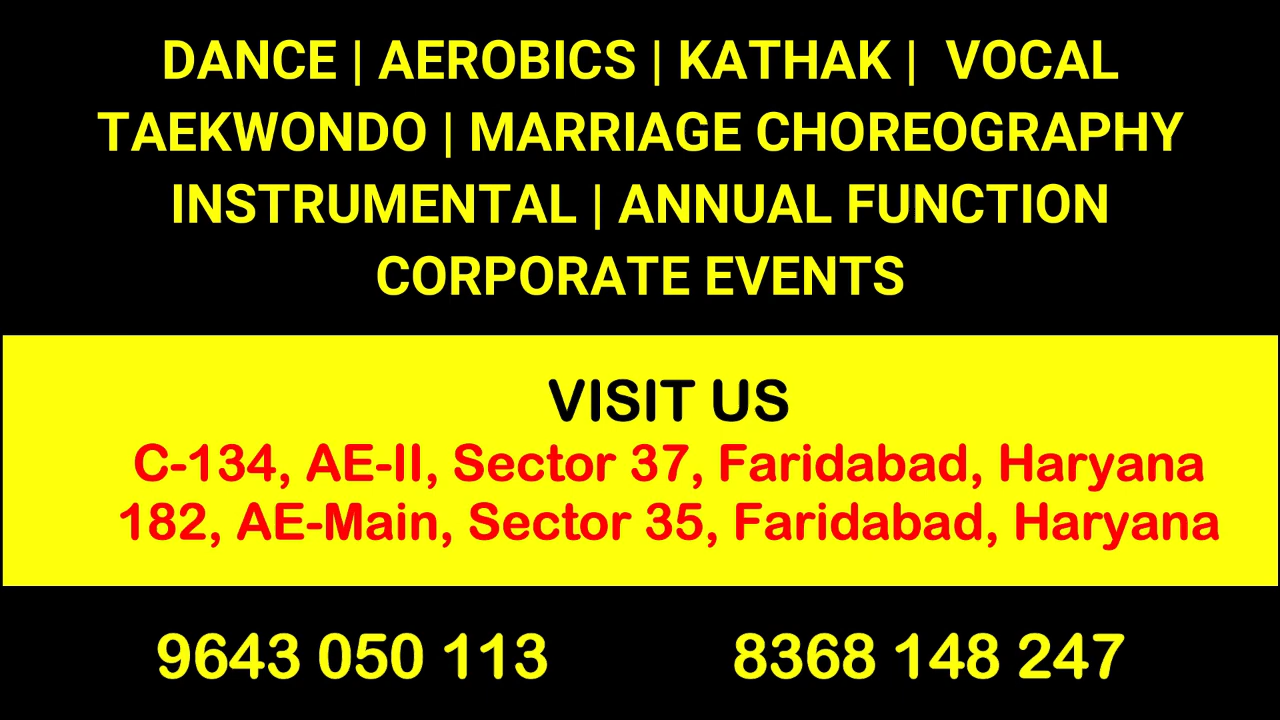 DANCE | AEROBICS | KATHAK | VOCAL
TAEKWONDO | MARRIAGE CHOREOGRAPHY
INSTRUMENTAL | ANNUAL FUNCTION
CORPORATE EVENTS
VISIT US
C-134, AE-II, Sector 37, Faridabad, Haryana
182, AE-Main, Sector 35, Faridabad, Haryana
9643 050 113 8368 148 247